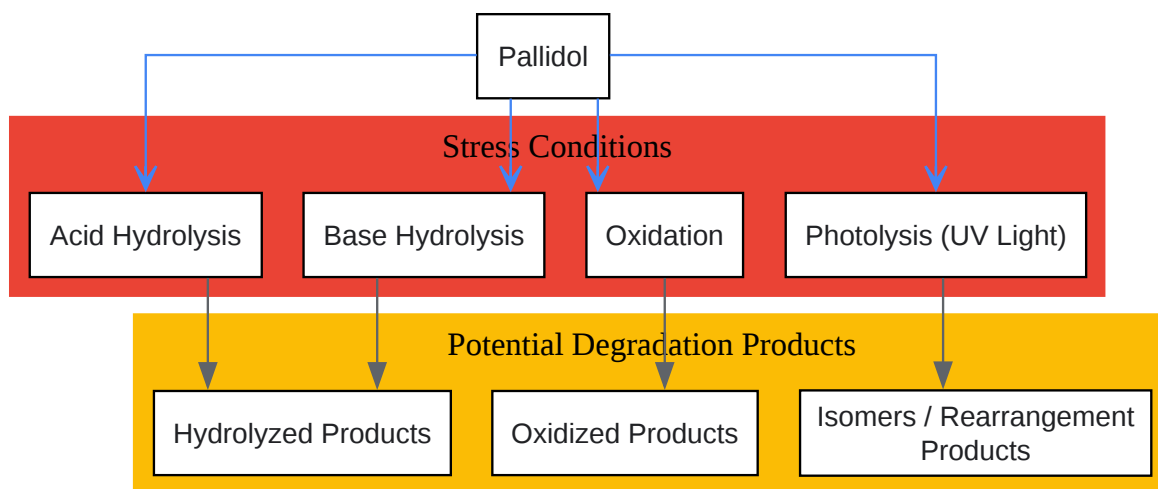 Pallidol
Stress Conditions
Acid Hydrolysis
Base Hydrolysis
Oxidation
Photolysis (UV Light)
Potential Degradation Products
Hydrolyzed Products
Oxidized Products
Isomers / Rearrangement
Products